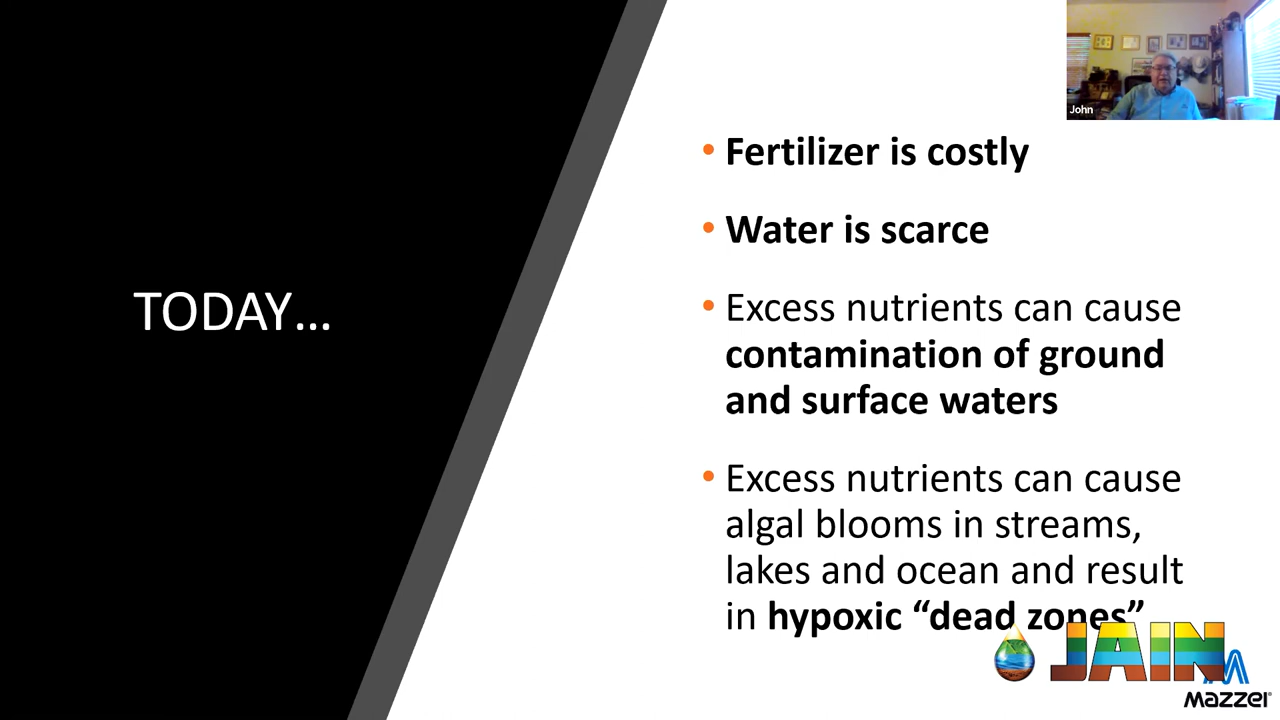 John
TODAY...
• Fertilizer is costly
• Water is scarce
• Excess nutrients can cause
contamination of ground
and surface waters
• Excess nutrients can cause
algal blooms in streams,
lakes and ocean and result
in hypoxic “dead zones”
JAIN
Mazzei®